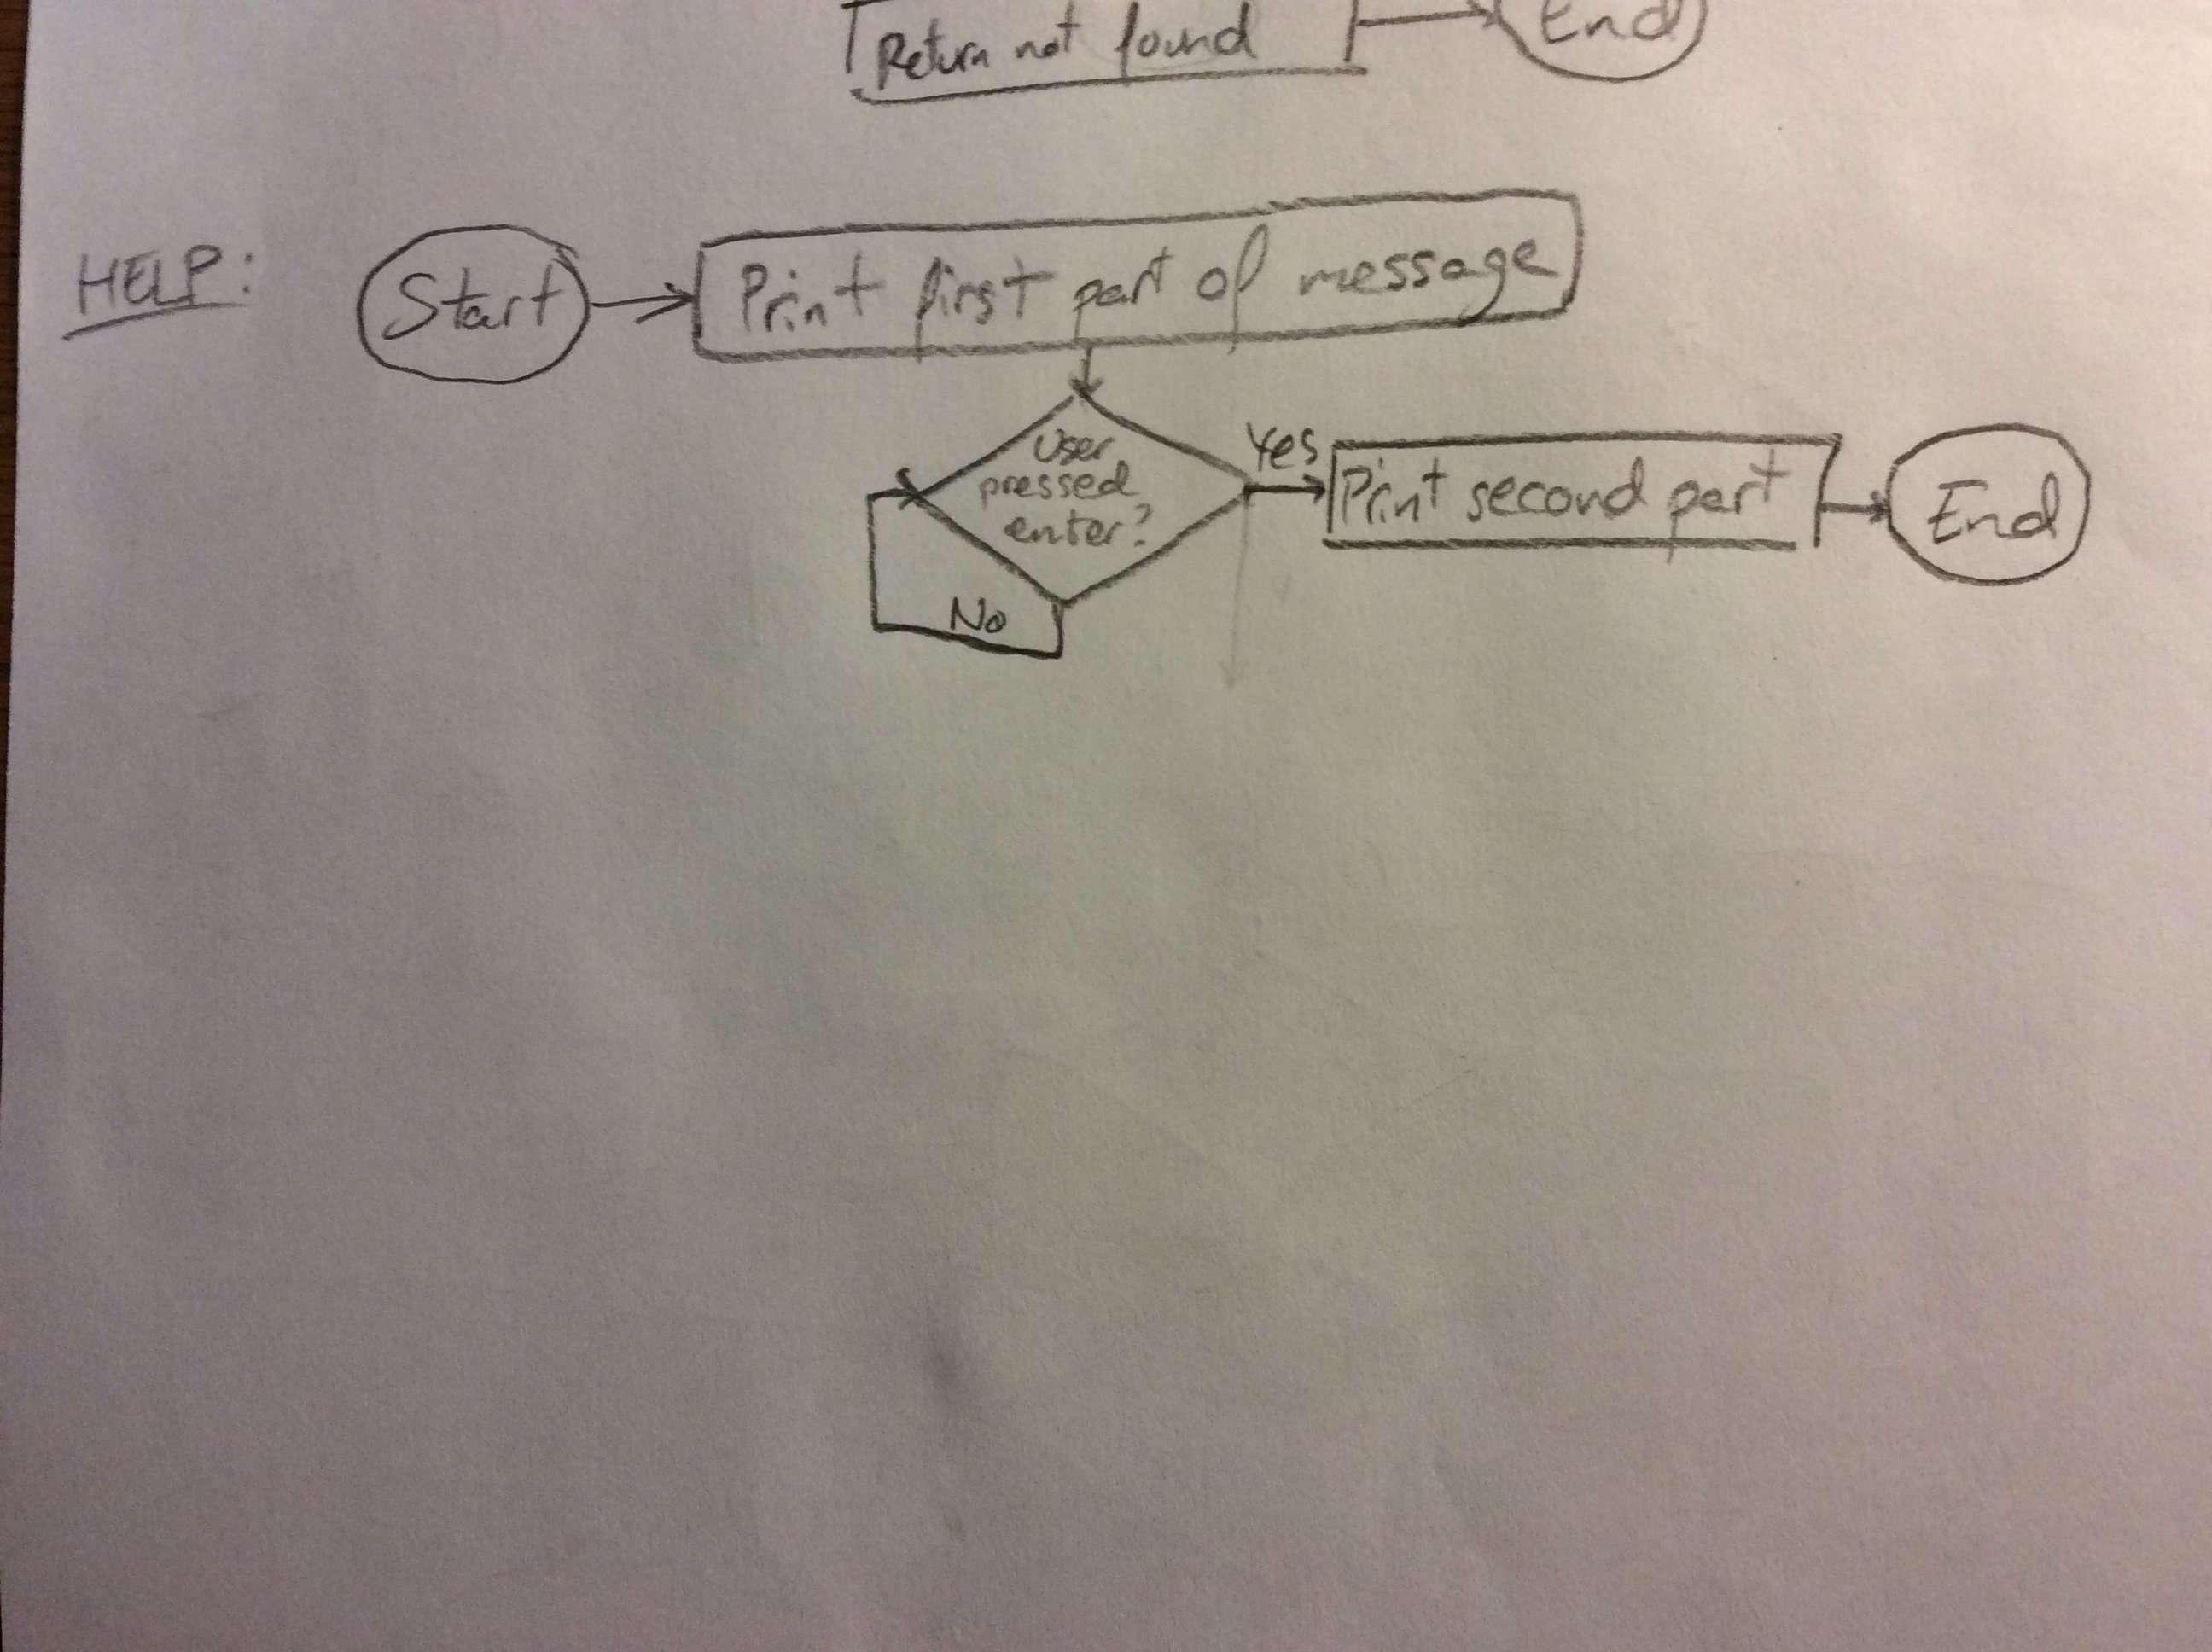 Return not found
End
HELP:
Start
Print first part of message
User
pressed
enter?
Yes
Print second part
End
No